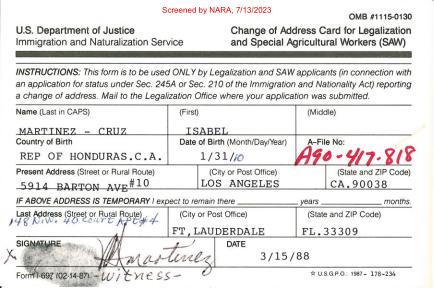 Screened by NARA, 7/13/2023
OMB #1115-0130
U.S. Department of Justice
Immigration and Naturalization Service
Change of Address Card for Legalization
and Special Agricultural Workers (SAW)
INSTRUCTIONS: This form is to be used ONLY by Legalization and SAW applicants (in connection with
an application for status under Sec. 245A or Sec. 210 of the Immigration and Nationality Act) reporting
a change of address. Mail to the Legalization Office where your application was submitted.
Name (Last in CAPS) (First) (Middle)
MARTINEZ - CRUZ ISABEL
Country of Birth Date of Birth (Month/Day/Year) A-File No:
REP OF HONDURAS.C.A. 1/31/10 A90-417-818
Present Address (Street or Rural Route) (City or Post Office) (State and ZIP Code)
5914 BARTON AVE #10 LOS ANGELES CA.90038
IF ABOVE ADDRESS IS TEMPORARY I expect to remain there years months.
Last Address (Street or Rural Route) (City or Post Office) (State and ZIP Code)
148 N.W. 40 Court Apt # 4
FT,LAUDERDALE FL.33309
SIGNATURE DATE
X Martinez 3/15/88
-witness-
Form I-697 (02-14-87)
☆ U.S.G.P.O.: 1987- 178-234